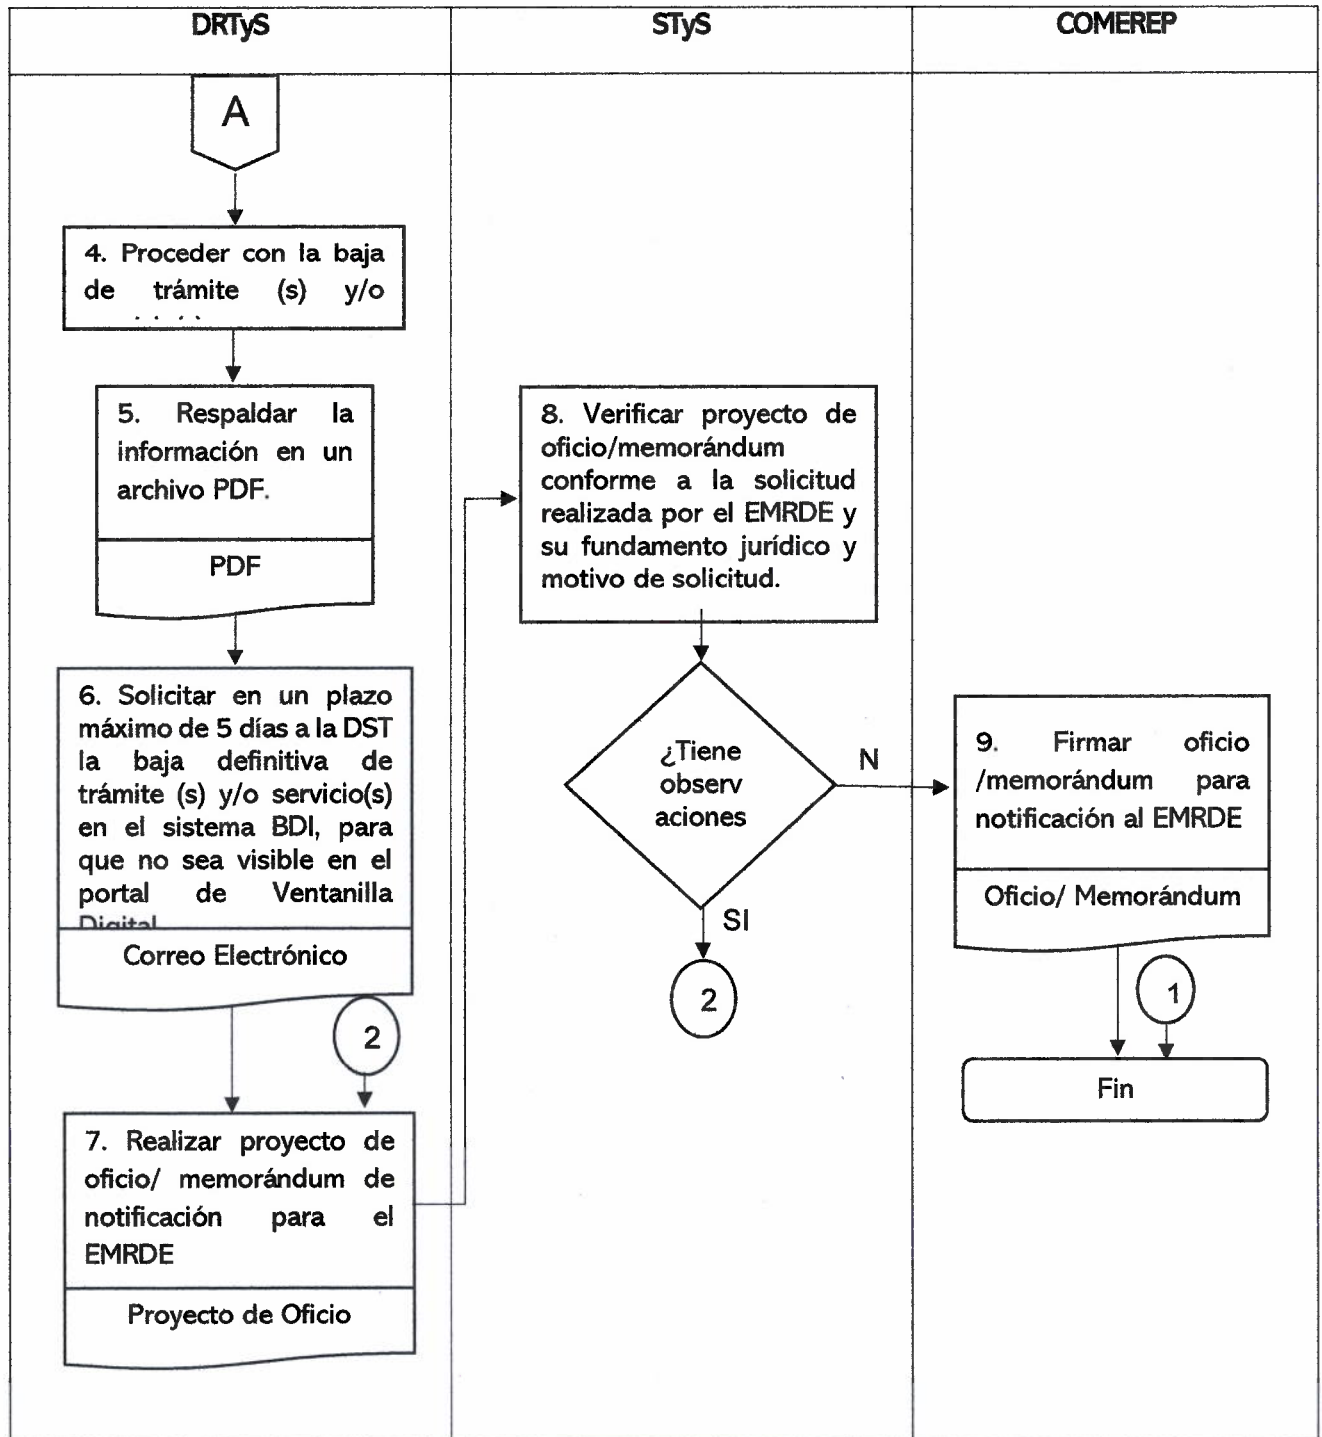 DRTyS
STyS
COMEREP
A
4. Proceder con la baja
de trámite (s) y/o
5. Respaldar la
información en un
archivo PDF.
PDF
6. Solicitar en un plazo
máximo de 5 días a la DST
la baja definitiva de
trámite (s) y/o servicio(s)
en el sistema BDI, para
que no sea visible en el
portal de Ventanilla
Digital
Correo Electrónico
2
7. Realizar proyecto de
oficio/ memorándum de
notificación para el
EMRDE
Proyecto de Oficio
8. Verificar proyecto de
oficio/memorándum
conforme a la solicitud
realizada por el EMRDE y
su fundamento jurídico y
motivo de solicitud.
¿Tiene
observ
aciones
N
SI
2
9. Firmar oficio
/memorándum para
notificación al EMRDE
Oficio/ Memorándum
1
Fin